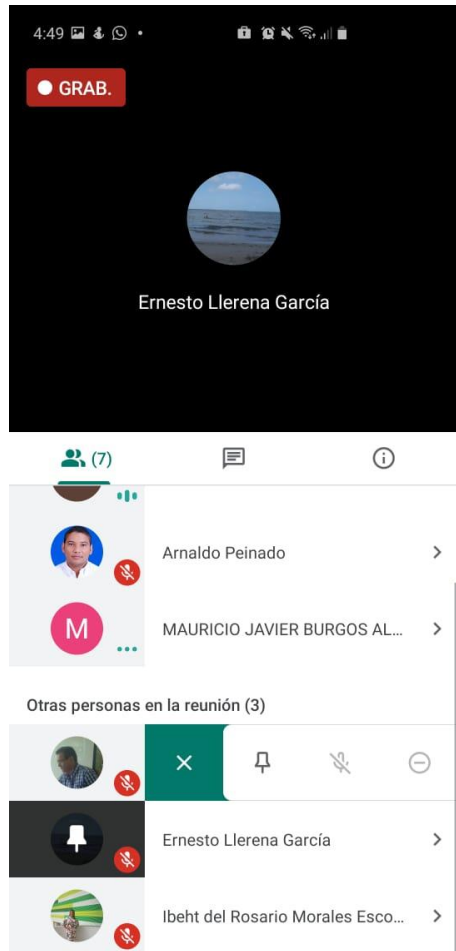 4:49
GRAB.
Ernesto Llerena García
(7)
Arnaldo Peinado
M
MAURICIO JAVIER BURGOS AL...
Otras personas en la reunión (3)
Ernesto Llerena García
Ibeht del Rosario Morales Esco...